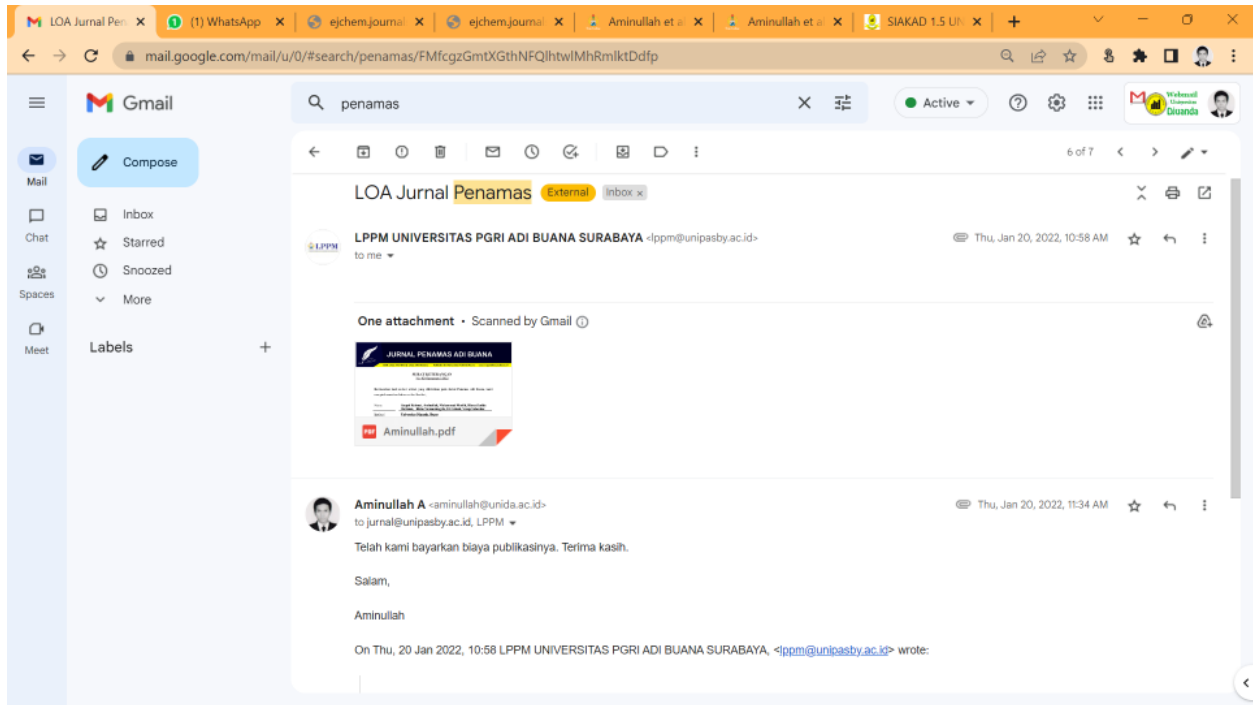 LOA Jurnal Pen
(1) WhatsApp
ejchem.journal
ejchem.journal
Aminullah et a
Aminullah et a
SIAKAD 1.5 UN
mail.google.com/mail/u/0/#search/penamas/FMfcgzGmtXGthNFQlhtwlMhRmlktDdfp
Gmail
penamas
Active
Webmail
Universitas
Djuanda
Mail
Compose
6 of 7
LOA Jurnal Penamas External Inbox x
Inbox
Chat
Starred
LPPM UNIVERSITAS PGRI ADI BUANA SURABAYA <lppm@unipasby.ac.id>
Thu, Jan 20, 2022, 10:58 AM
LPPM
to me
Snoozed
Spaces
More
One attachment • Scanned by Gmail
Meet
Labels
JURNAL PENAMAS ADI BUANA
PDF Aminullah.pdf
Aminullah A <aminullah@unida.ac.id>
Thu, Jan 20, 2022, 11:34 AM
to jurnal@unipasby.ac.id, LPPM
Telah kami bayarkan biaya publikasinya. Terima kasih.
Salam,
Aminullah
On Thu, 20 Jan 2022, 10:58 LPPM UNIVERSITAS PGRI ADI BUANA SURABAYA, <lppm@unipasby.ac.id> wrote: